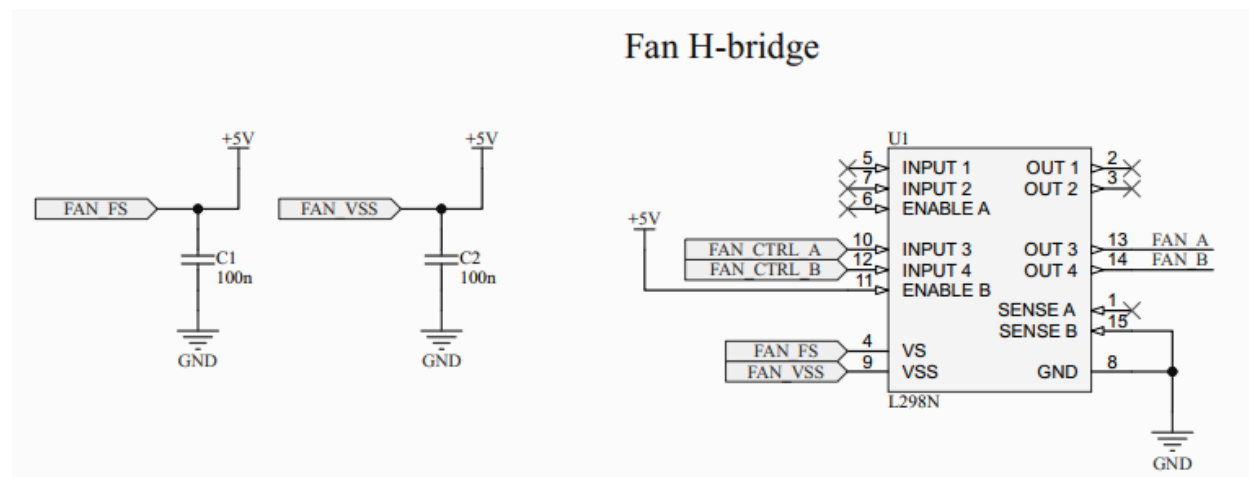 Fan H-bridge
+5V
FAN_FS
C1
100n
GND
+5V
FAN_VSS
C2
100n
GND
U1
5 INPUT 1 OUT 1 2
7 INPUT 2 OUT 2 3
6 ENABLE A
+5V
FAN_CTRL_A 10 INPUT 3 OUT 3 13 FAN_A
FAN_CTRL_B 12 INPUT 4 OUT 4 14 FAN_B
11 ENABLE B
SENSE A 1
SENSE B 15
FAN_FS 4 VS
FAN_VSS 9 VSS GND 8
L298N
GND